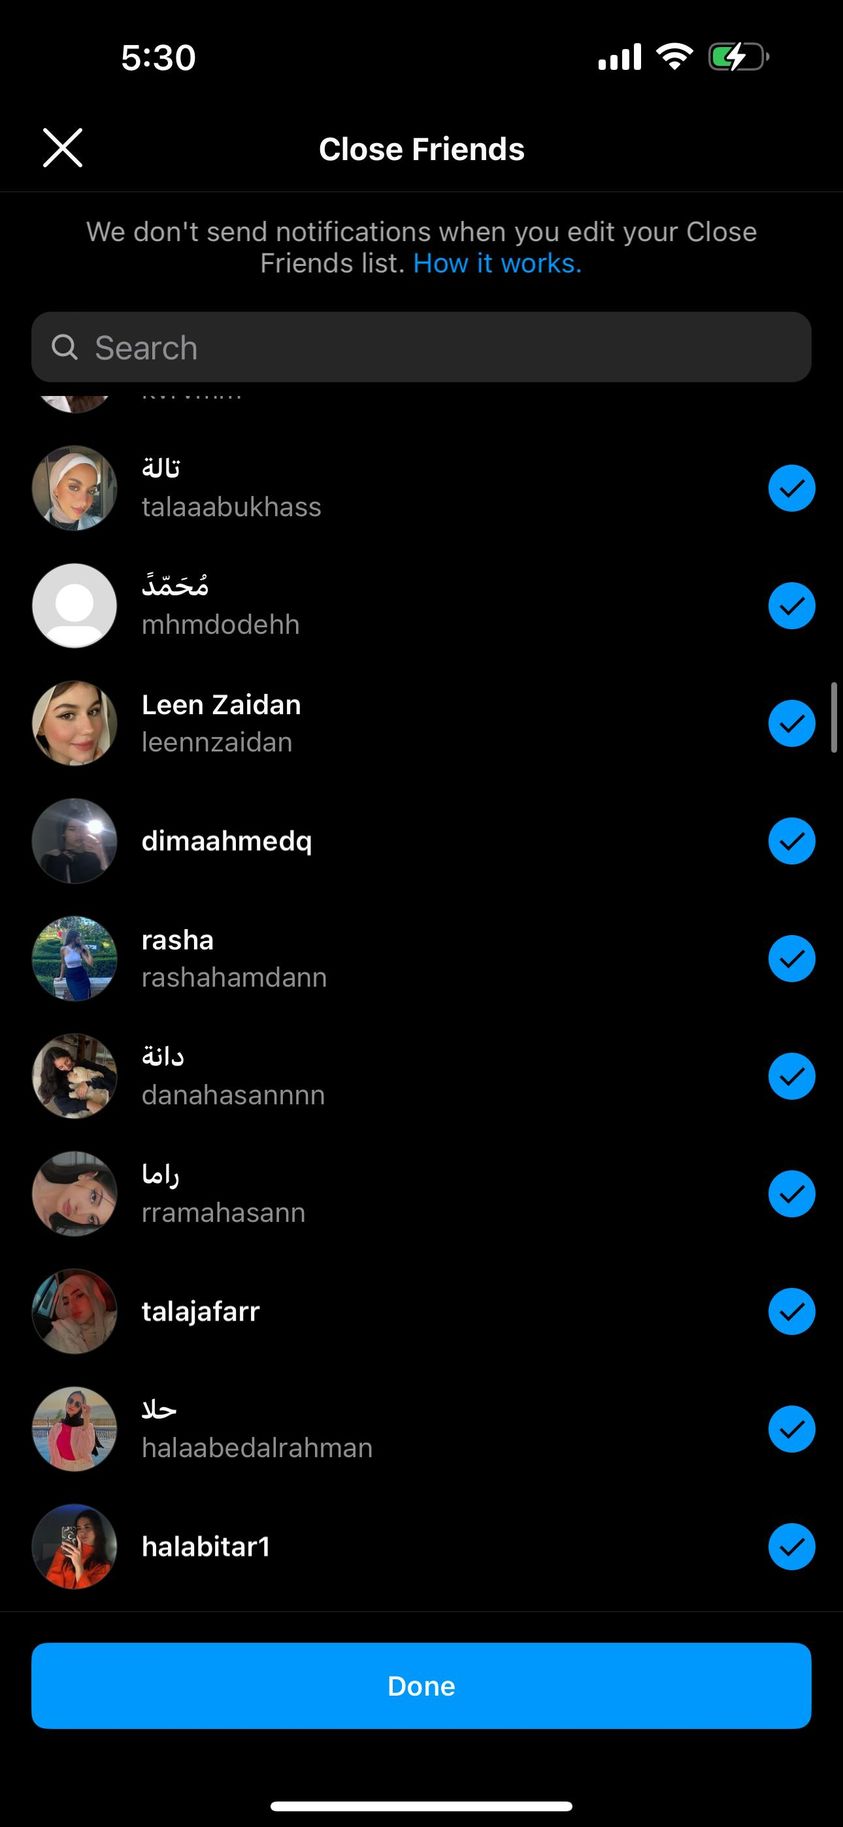 5:30
Close Friends
We don't send notifications when you edit your Close
Friends list. How it works.
Search
تالة
talaaabukhass
مُحَمّدً
mhmdodehh
Leen Zaidan
leennzaidan
dimaahmedq
rasha
rashahamdann
دانة
danahasannnn
راما
rramahasann
talajafarr
حلا
halaabedalrahman
halabitar1
Done